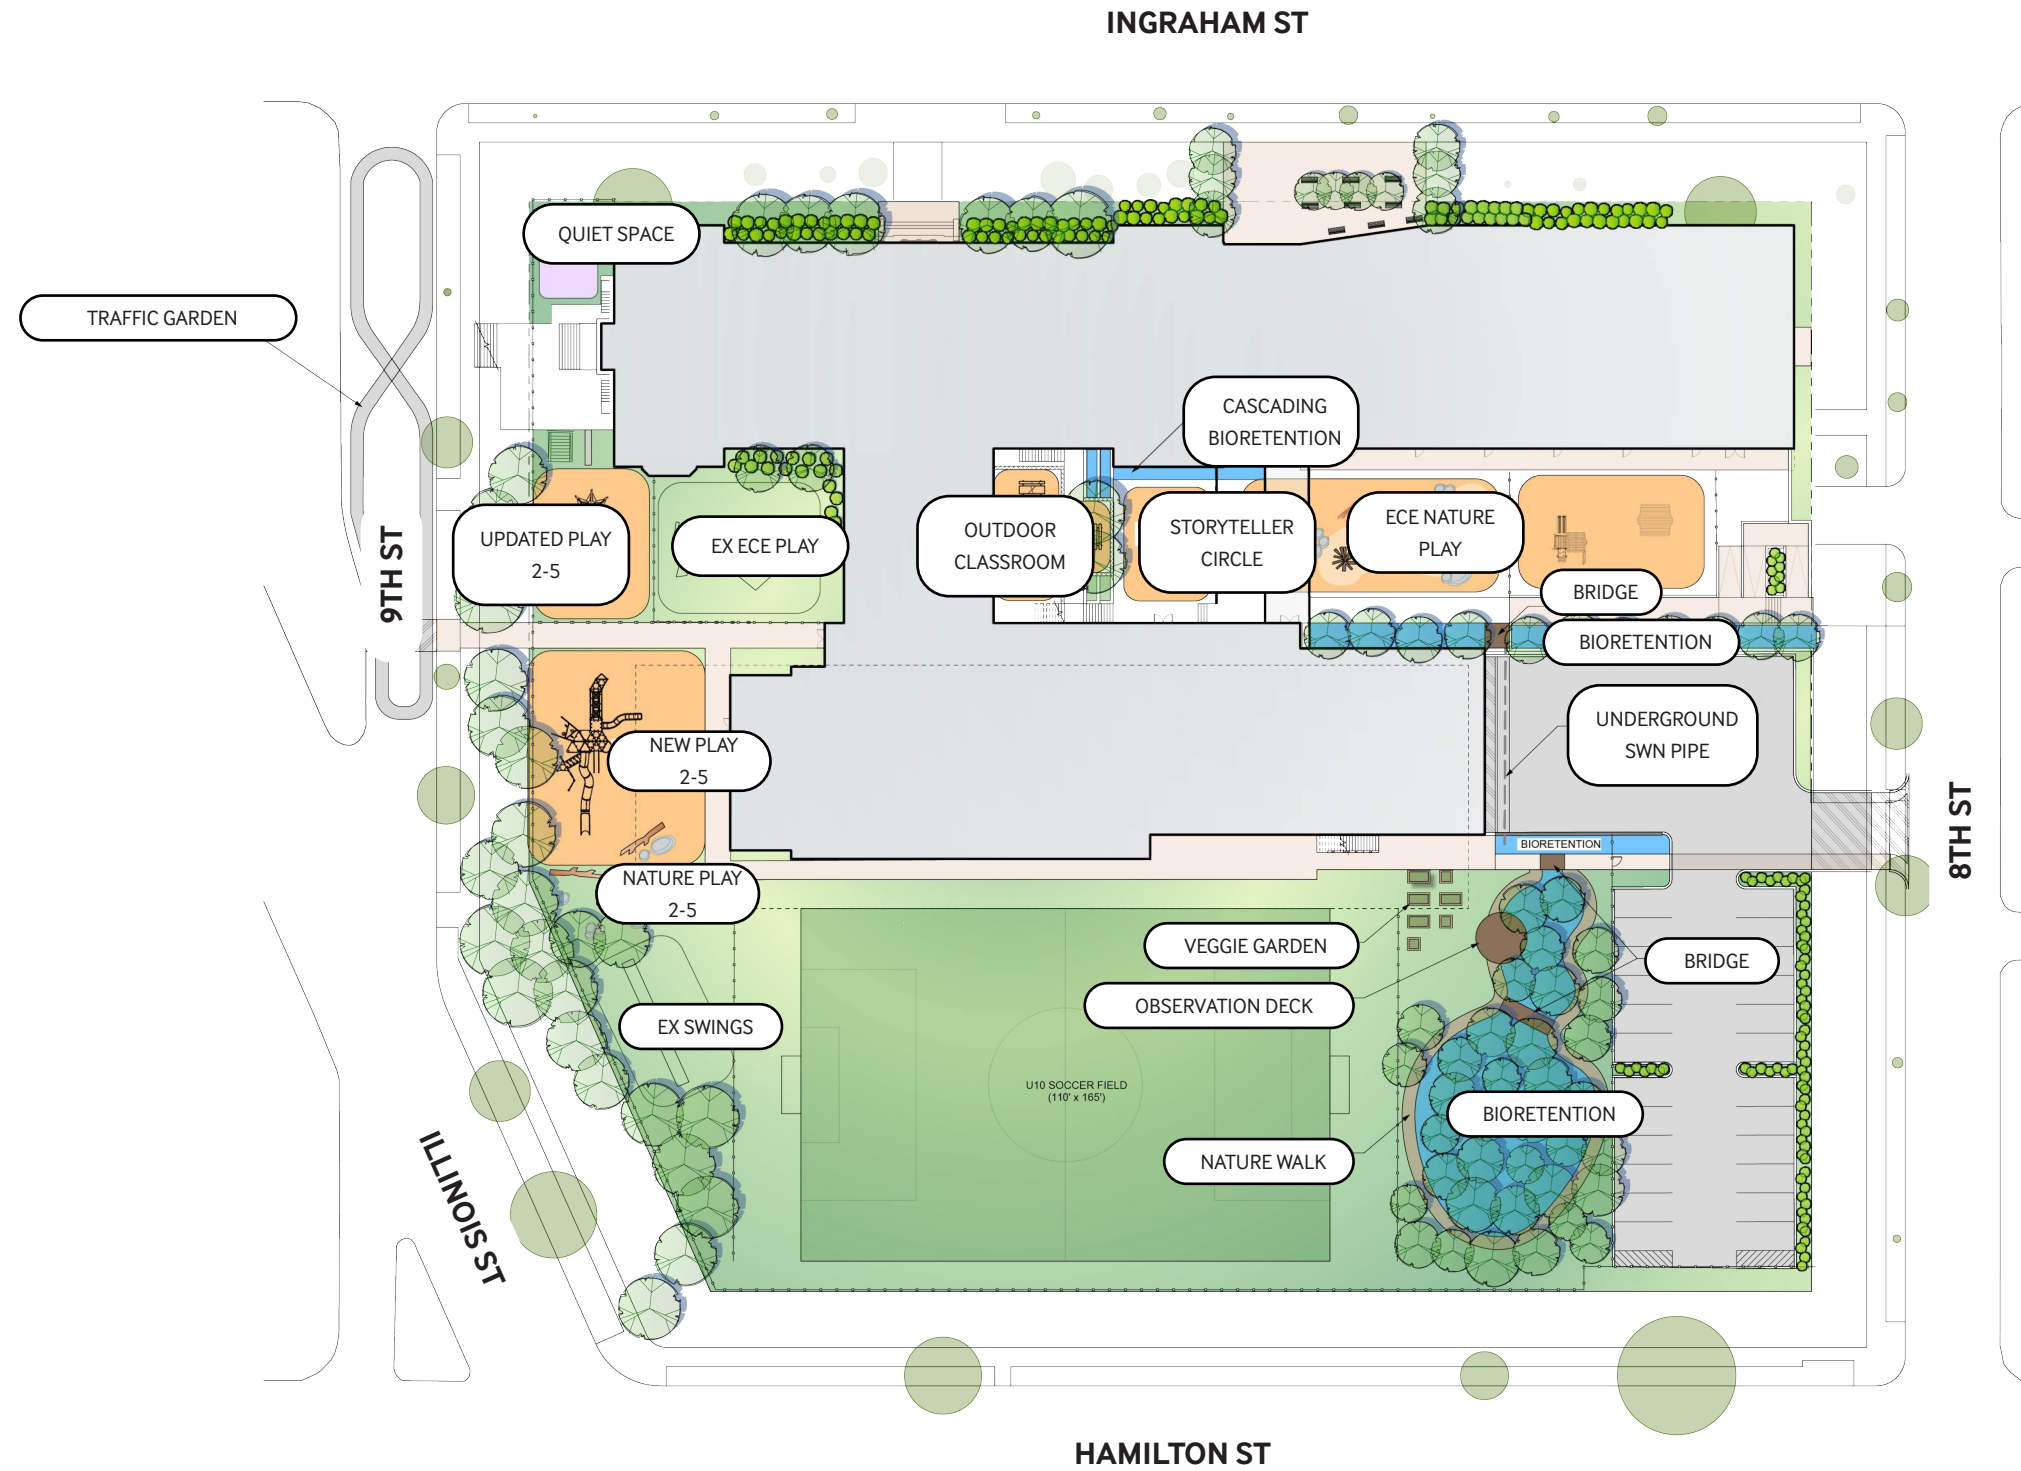 INGRAHAM ST
QUIET SPACE
TRAFFIC GARDEN
CASCADING
BIORETENTION
9TH ST
UPDATED PLAY
2-5
EX ECE PLAY
OUTDOOR
CLASSROOM
STORYTELLER
CIRCLE
ECE NATURE
PLAY
BRIDGE
BIORETENTION
UNDERGROUND
SWN PIPE
NEW PLAY
2-5
8TH ST
BIORETENTION
NATURE PLAY
2-5
VEGGIE GARDEN
BRIDGE
OBSERVATION DECK
EX SWINGS
U10 SOCCER FIELD
(110' x 165')
BIORETENTION
NATURE WALK
ILLINOIS ST
HAMILTON ST